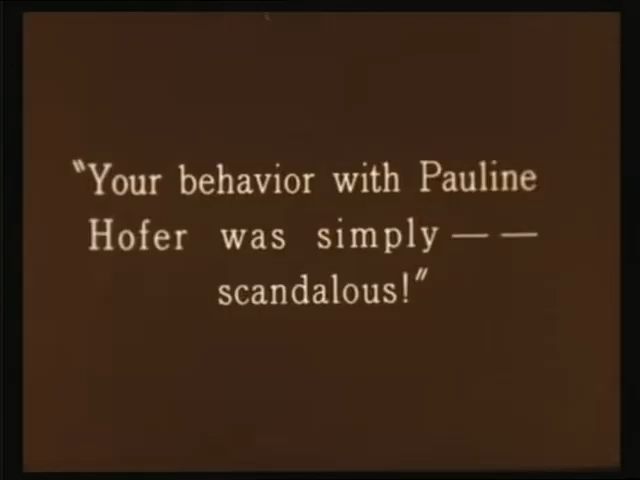 "Your behavior with Pauline
Hofer was simply — —
scandalous!"